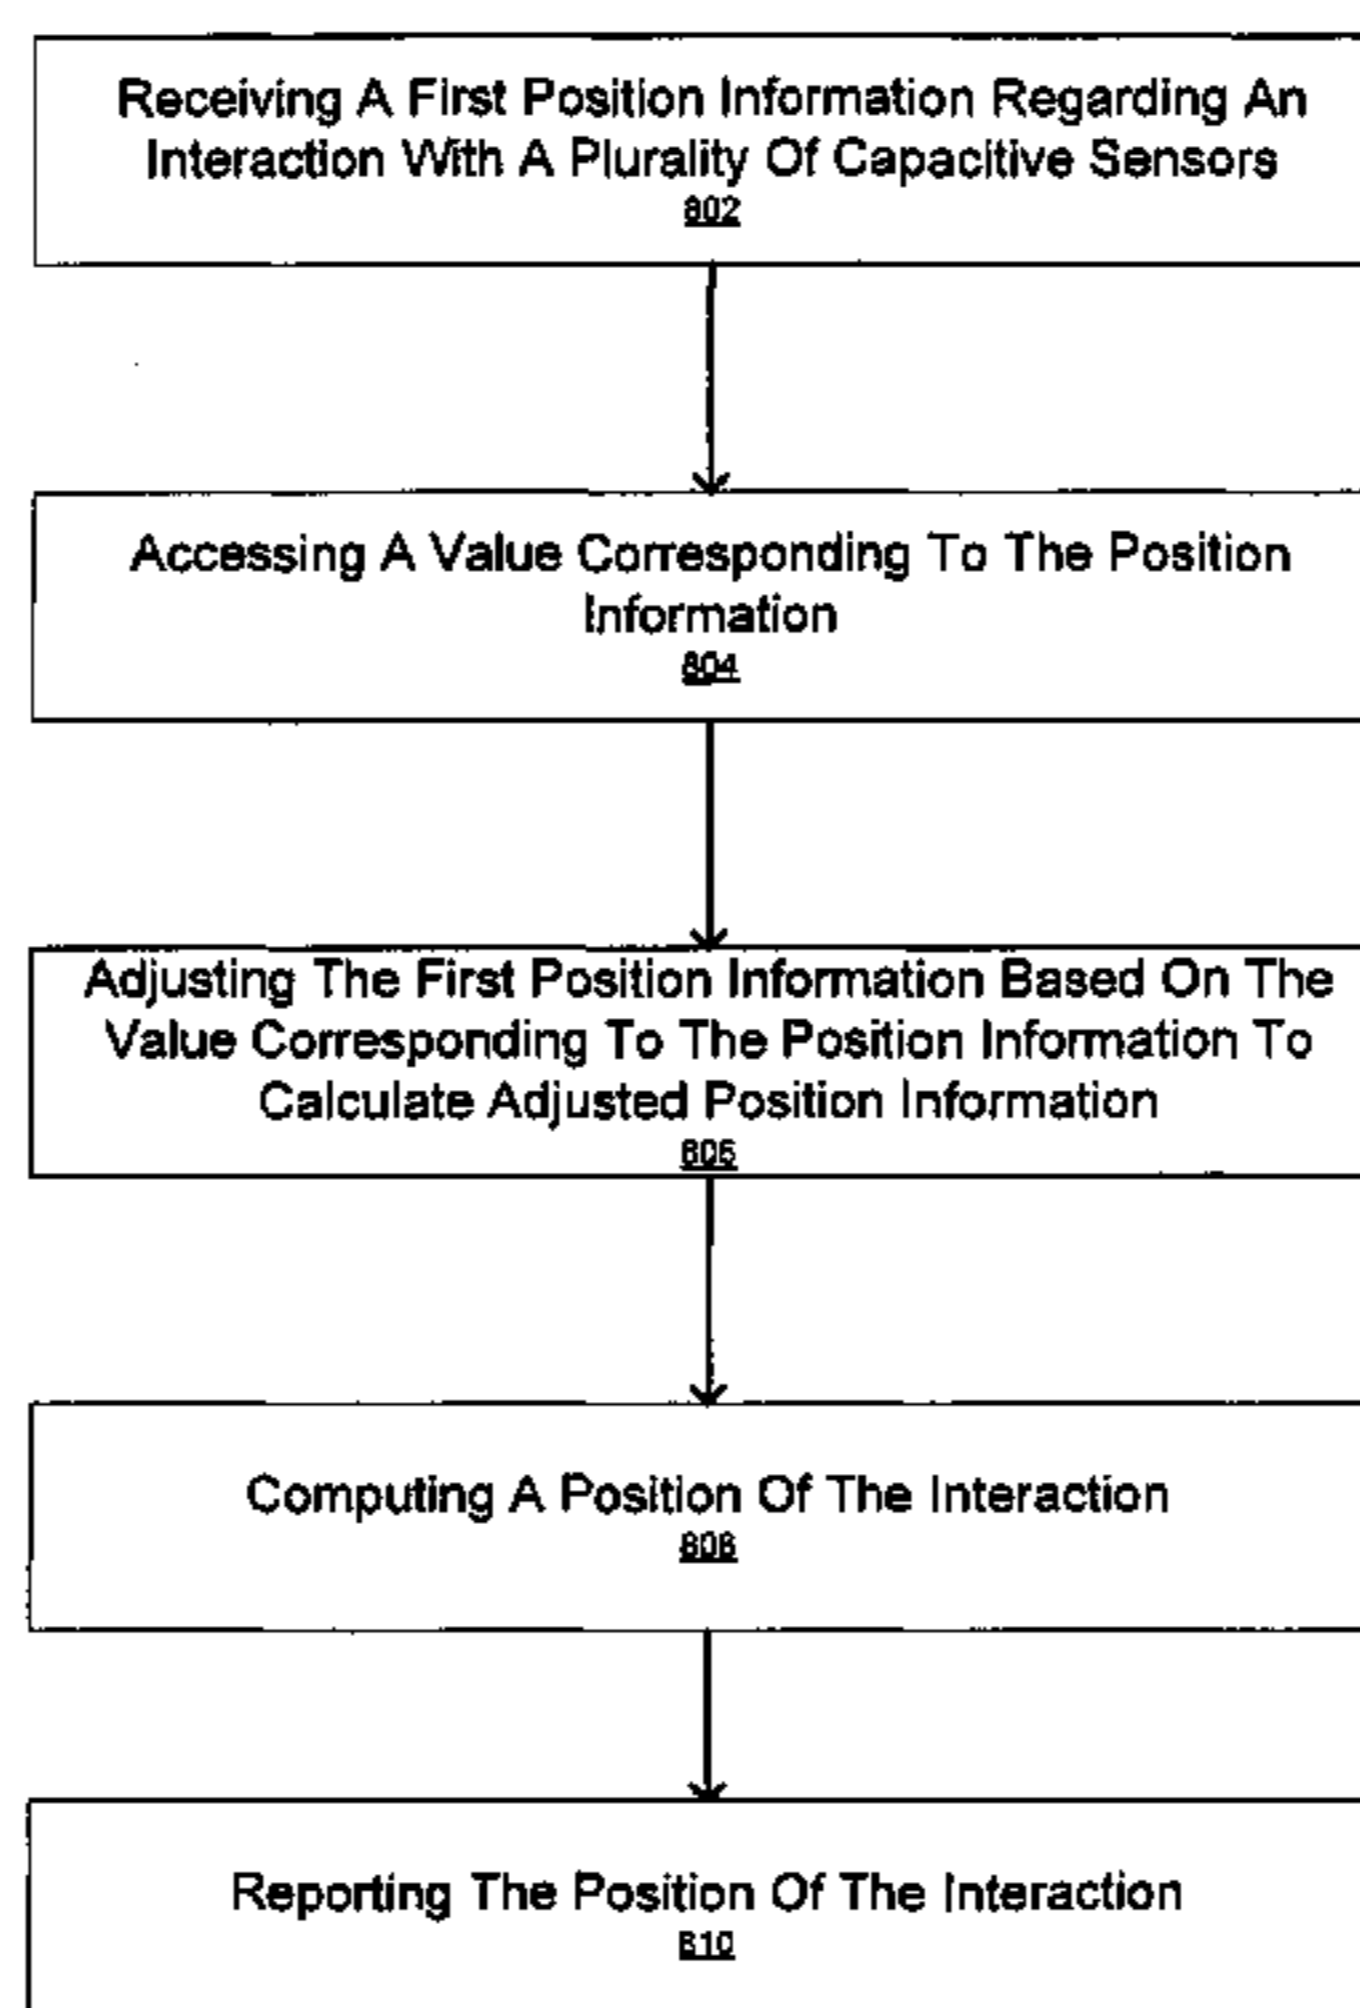 Receiving A First Position Information Regarding An
Interaction With A Plurality Of Capacitive Sensors
802
Accessing A Value Corresponding To The Position
Information
804
Adjusting The First Position Information Based On The
Value Corresponding To The Position Information To
Calculate Adjusted Position Information
806
Computing A Position Of The Interaction
808
Reporting The Position Of The Interaction
810